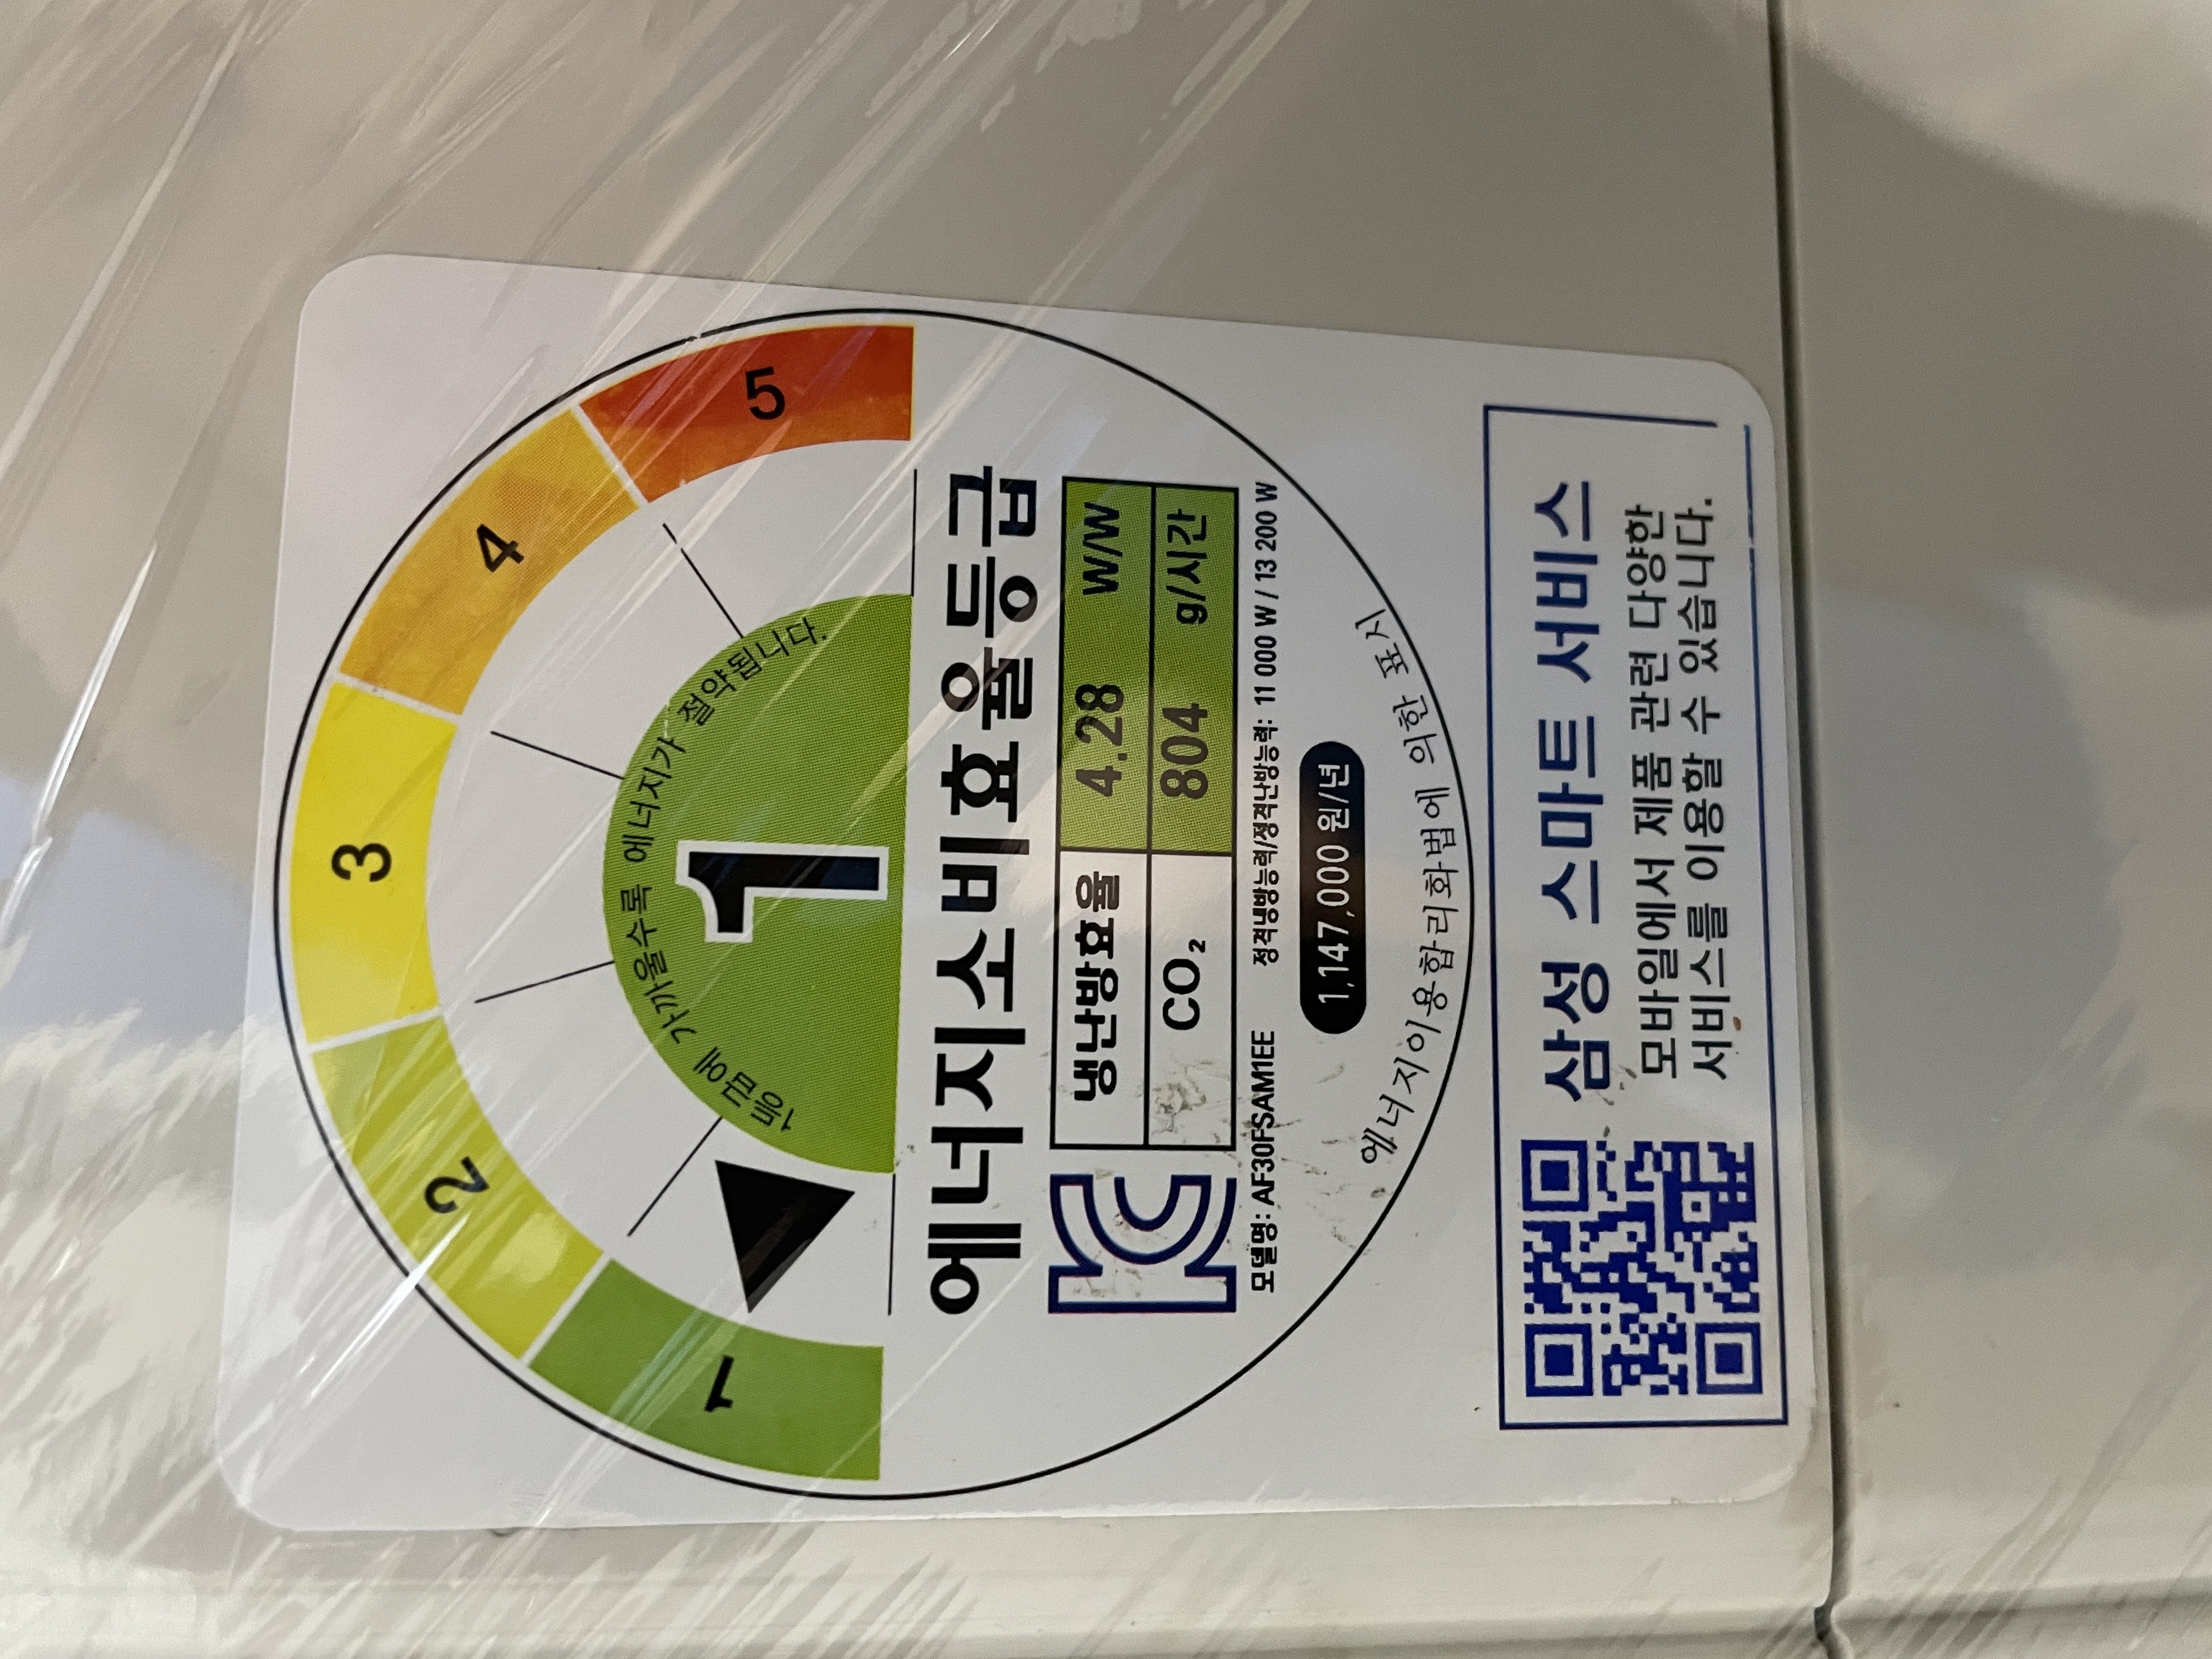 1
2
3
4
5
1등급에 가까울수록 에너지가 절약됩니다.
1
에너지소비효율등급
냉난방효율 4.28 W/W
CO₂ 804 g/시간
모델명: AF30FSAM1EE 정격냉방능력/정격난방능력: 11 000 W / 13 200 W
1,147,000 원/년
에너지이용합리화법에 의한 표시
삼성 스마트 서비스
모바일에서 제품 관련 다양한
서비스를 이용할 수 있습니다.